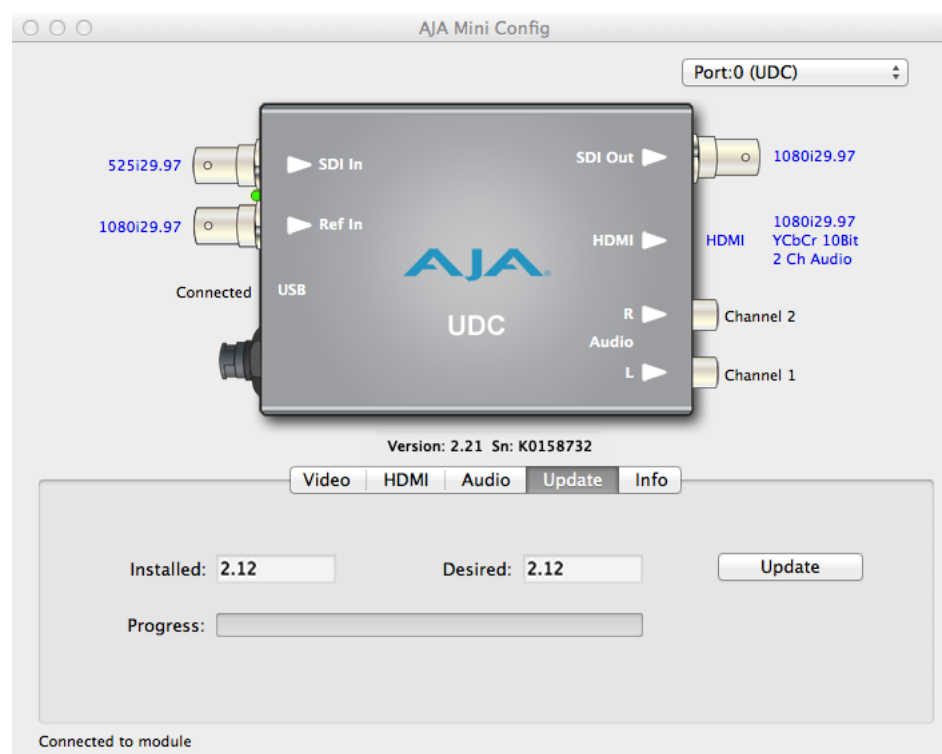 AJA Mini Config
Port:0 (UDC)
525i29.97
SDI In
SDI Out
1080i29.97
1080i29.97
Ref In
HDMI
HDMI
1080i29.97
YCbCr 10Bit
2 Ch Audio
AJA
Connected
USB
UDC
R
Channel 2
Audio
L
Channel 1
Version: 2.21 Sn: K0158732
Video HDMI Audio Update Info
Installed: 2.12 Desired: 2.12 Update
Progress:
Connected to module